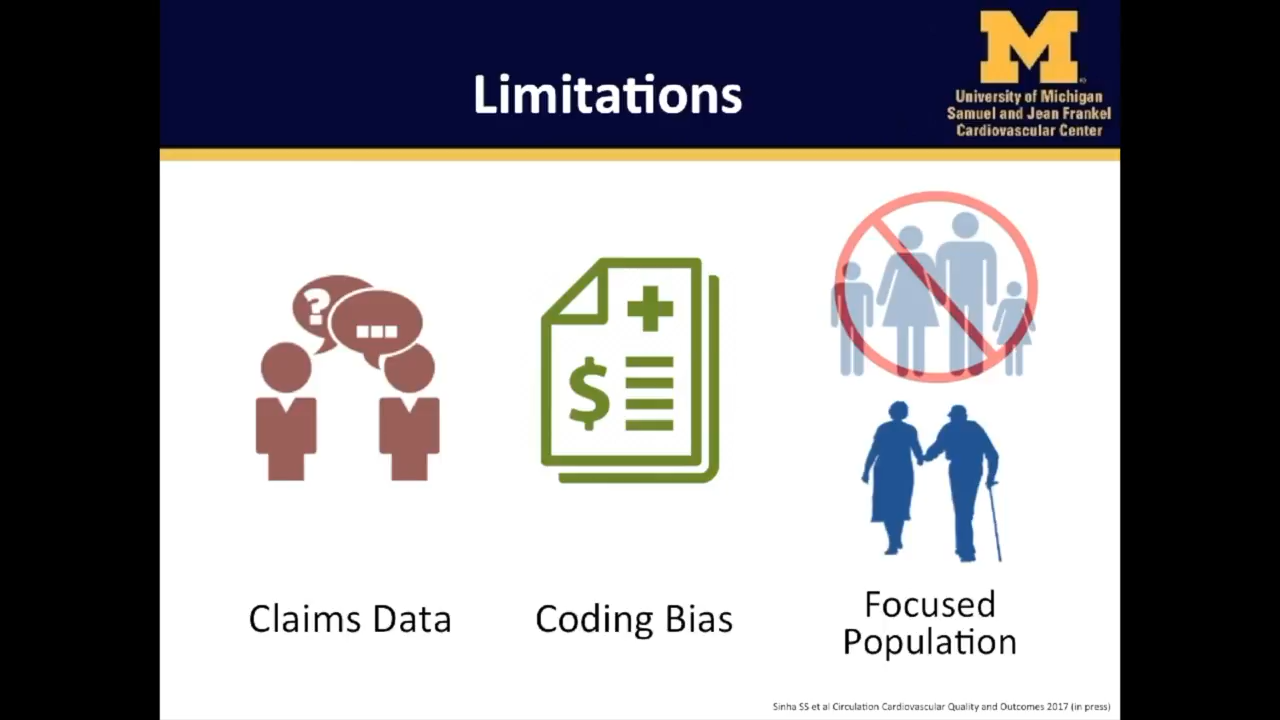 Limitations
M
University of Michigan
Samuel and Jean Frankel
Cardiovascular Center
?
$
Claims Data
Coding Bias
Focused
Population
Sinha SS et al Circulation Cardiovascular Quality and Outcomes 2017 (in press)